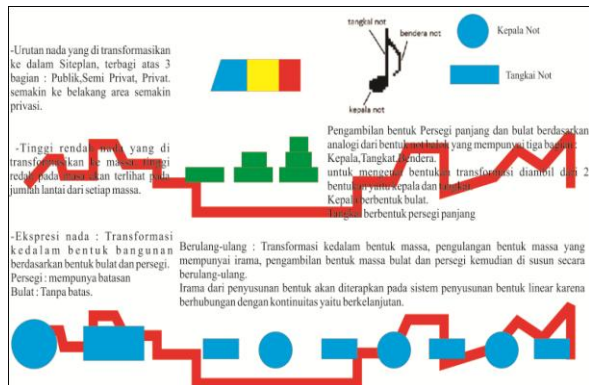 -Urutan nada yang di transformasikan
ke dalam Siteplan, terbagi atas 3
bagian : Publik,Semi Privat, Privat.
semakin ke belakang area semakin
privasi.
tangkai not
bendera not
kepala not
Kepala Not
Tangkai Not
-Tinggi rendah nada yang di
transformasikan ke massa. tinggi
redah pada masa akan terlihat pada
jumlah lantai dari setiap massa.
Pengambilan bentuk Persegi panjang dan bulat berdasarkan
analogi dari bentuk not balok yang mempunyai tiga bagian :
Kepala,Tangkat,Bendera.
untuk mengenai bentukan transformasi diambil dari 2
bentukan yaitu kepala dan tangkai.
Kepala berbentuk bulat.
Tangkai berbentuk persegi panjang
-Ekspresi nada : Transformasi
kedalam bentuk bangunan
berdasarkan bentuk bulat dan persegi.
Persegi : mempunya batasan
Bulat : Tanpa batas.
Berulang-ulang : Transformasi kedalam bentuk massa, pengulangan bentuk massa yang
mempunyai irama, pengambilan bentuk massa bulat dan persegi kemudian di susun secara
berulang-ulang.
Irama dari penyusunan bentuk akan diterapkan pada sistem penyusunan bentuk linear karena
berhubungan dengan kontinuitas yaitu berkelanjutan.